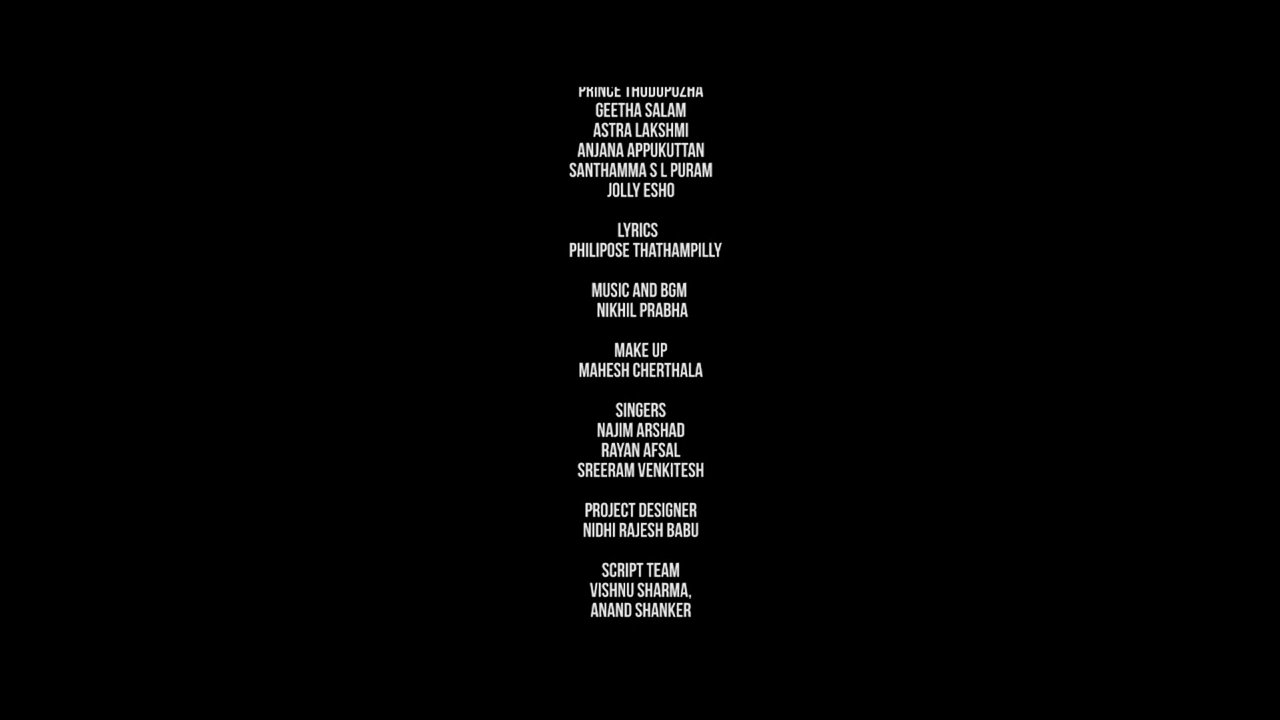 PRINCE THODUPUZHA
GEETHA SALAM
ASTRA LAKSHMI
ANJANA APPUKUTTAN
SANTHAMMA S L PURAM
JOLLY ESHO
LYRICS
PHILIPOSE THATHAMPILLY
MUSIC AND BGM
NIKHIL PRABHA
MAKE UP
MAHESH CHERTHALA
SINGERS
NAJIM ARSHAD
RAYAN AFSAL
SREERAM VENKITESH
PROJECT DESIGNER
NIDHI RAJESH BABU
SCRIPT TEAM
VISHNU SHARMA,
ANAND SHANKER